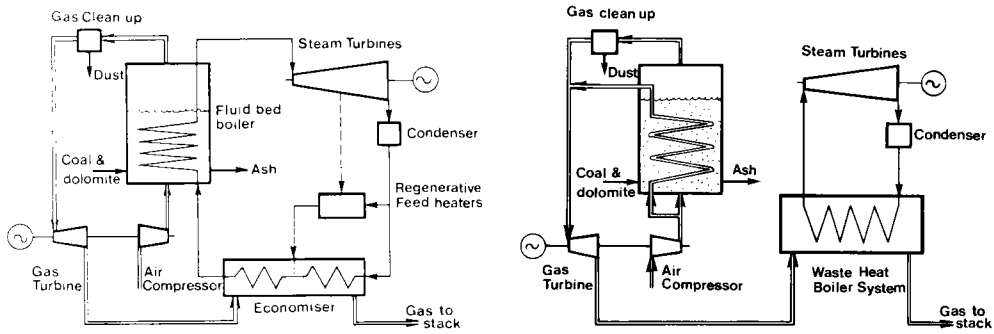 Gas Clean up
Dust
Steam Turbines
Fluid bed
boiler
Condenser
Coal &
dolomite
Ash
Regenerative
Feed heaters
Gas
Turbine
Air
Compressor
Economiser
Gas to
stack
Gas clean up
Dust
Steam Turbines
Condenser
Coal &
dolomite
Ash
Gas
Turbine
Air
Compressor
Waste Heat
Boiler System
Gas to
stack